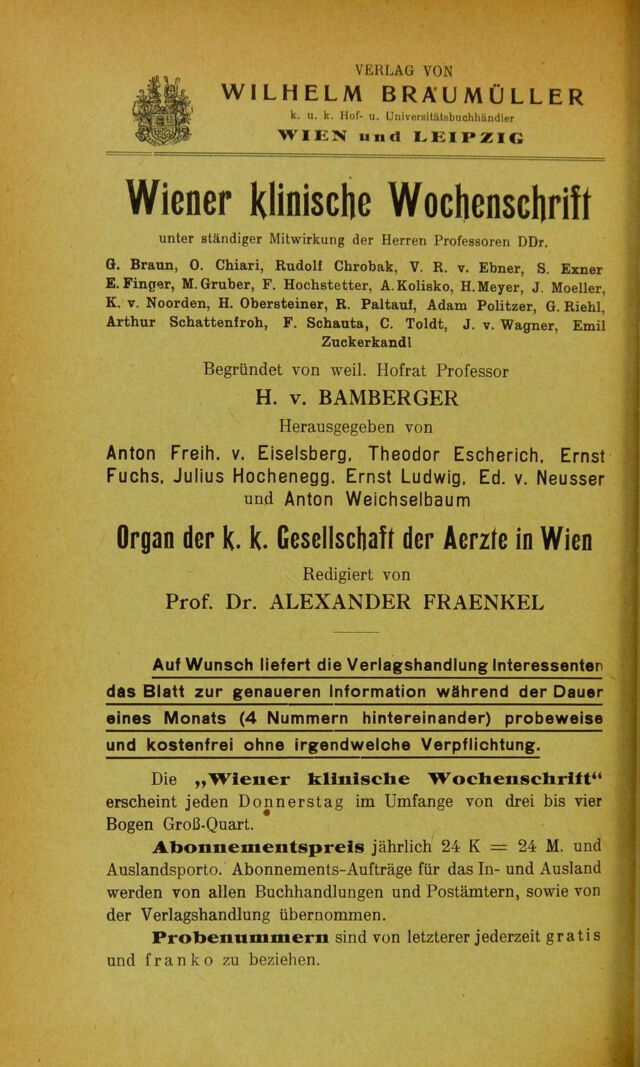 VERLAG VON
WILHELM BRAUMÜLLER
k. u. k. Hof- u. Universitätsbuchhändler
WIEN und LEIPZIG
Wiener klinische Wochenschrift
unter ständiger Mitwirkung der Herren Professoren DDr.
G. Braun, O. Chiari, Rudolf Chrobak, V. R. v. Ebner, S. Exner
E. Finger, M. Gruber, F. Hochstetter, A. Kolisko, H. Meyer, J. Moeller,
K. v. Noorden, H. Obersteiner, R. Paltauf, Adam Politzer, G. Riehl,
Arthur Schattenfroh, F. Schauta, C. Toldt, J. v. Wagner, Emil
Zuckerkandl
Begründet von weil. Hofrat Professor
H. v. BAMBERGER
Herausgegeben von
Anton Freih. v. Eiselsberg, Theodor Escherich, Ernst
Fuchs, Julius Hochenegg, Ernst Ludwig, Ed. v. Neusser
und Anton Weichselbaum
Organ der k. k. Gesellschaft der Aerzte in Wien
Redigiert von
Prof. Dr. ALEXANDER FRAENKEL
Auf Wunsch liefert die Verlagshandlung Interessenten
das Blatt zur genaueren Information während der Dauer
eines Monats (4 Nummern hintereinander) probeweise
und kostenfrei ohne irgendwelche Verpflichtung.
Die „Wiener klinische Wochenschrift“
erscheint jeden Donnerstag im Umfange von drei bis vier
Bogen Groß-Quart.
Abonnementspreis jährlich 24 K = 24 M. und
Auslandsporto. Abonnements-Aufträge für das In- und Ausland
werden von allen Buchhandlungen und Postämtern, sowie von
der Verlagshandlung übernommen.
Probenummern sind von letzterer jederzeit gratis
und franko zu beziehen.